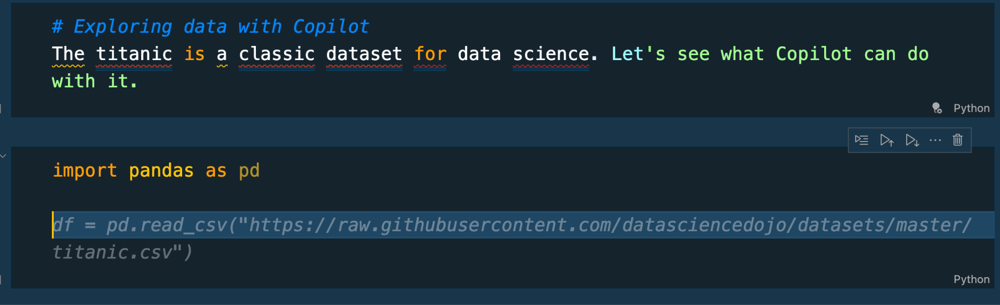 # Exploring data with Copilot
The titanic is a classic dataset for data science. Let's see what Copilot can do
with it.
Python
import pandas as pd
df = pd.read_csv("https://raw.githubusercontent.com/datasciencedojo/datasets/master/
titanic.csv")
Python